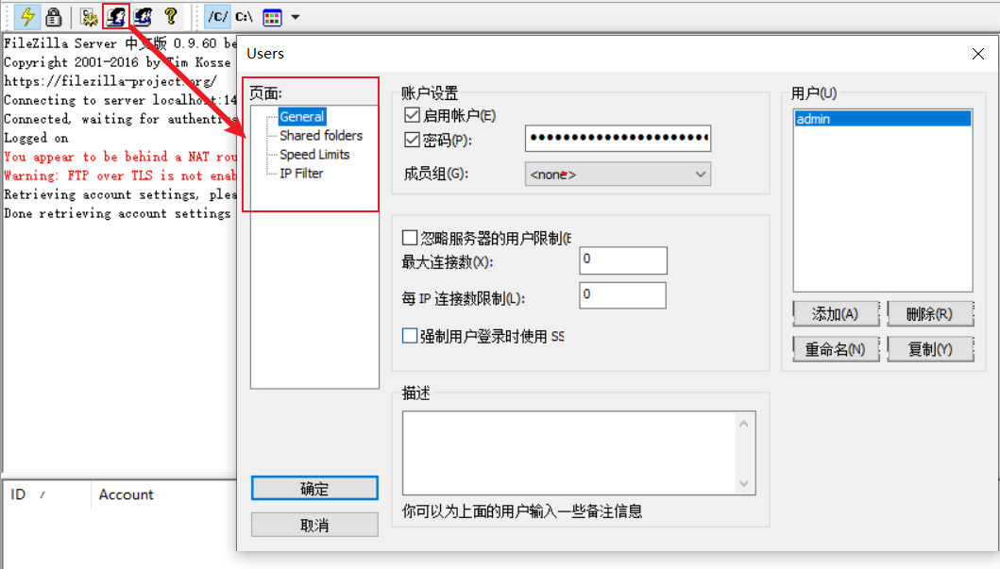 /C/ C:\
FileZilla Server 中文版 0.9.60 be
Copyright 2001-2016 by Tim Kosse
https://filezilla-project.org/
Connecting to server localhost:14
Connected, waiting for authentic
Logged on
You appear to be behind a NAT rou
Warning: FTP over TLS is not enab
Retrieving account settings, plea
Done retrieving account settings
ID / Account
Users
页面:
General
Shared folders
Speed Limits
IP Filter
确定
取消
账户设置
启用帐户(E)
密码(P):
成员组(G):
<none>
忽略服务器的用户限制(E
最大连接数(X):
0
每 IP 连接数限制(L):
0
强制用户登录时使用 SS
描述
你可以为上面的用户输入一些备注信息
用户(U)
admin
添加(A)
删除(R)
重命名(N)
复制(Y)